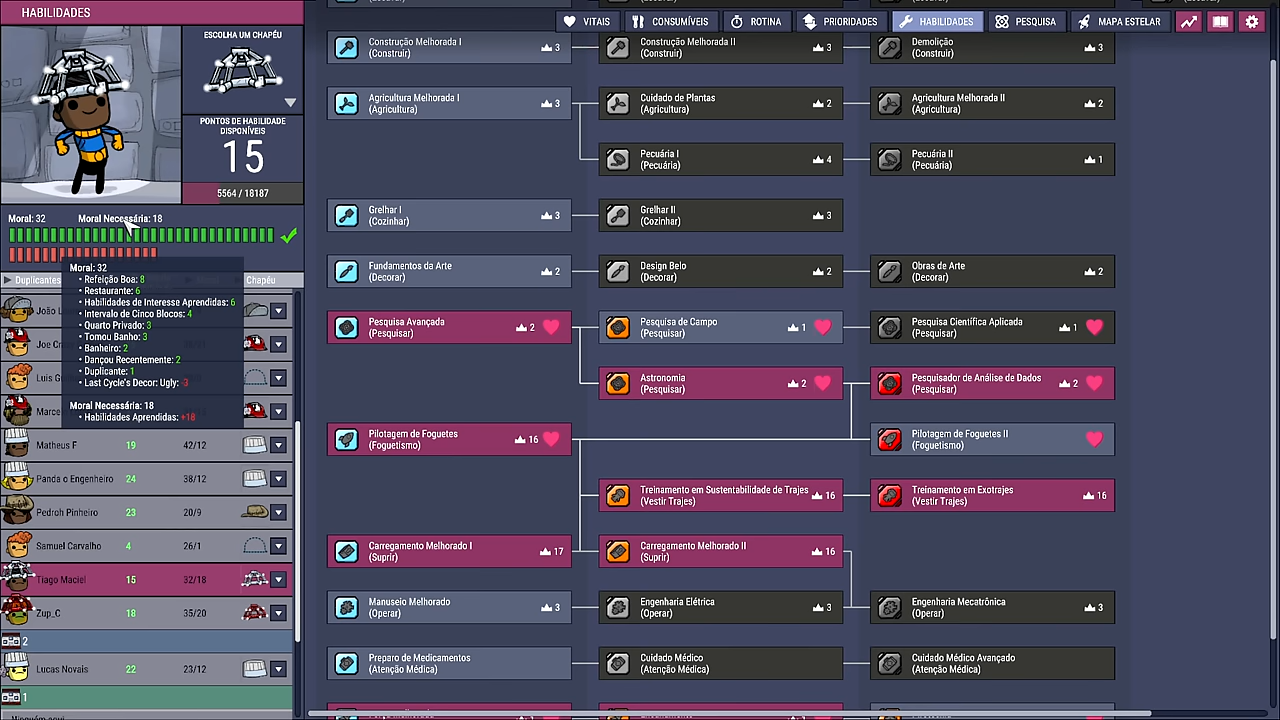 HABILIDADES
VITAIS
CONSUMÍVEIS
ROTINA
PRIORIDADES
HABILIDADES
PESQUISA
MAPA ESTELAR
ESCOLHA UM CHAPÉU
PONTOS DE HABILIDADE
DISPONÍVEIS
15
5564 / 18187
Moral: 32
Moral Necessária: 18
Duplicantes
Chapéu
Moral: 32
• Refeição Boa: 8
• Restaurante: 6
• Habilidades de Interesse Aprendidas: 6
• Intervalo de Cinco Blocos: 4
• Quarto Privado: 3
• Tomou Banho: 3
• Banheiro: 2
• Dançou Recentemente: 2
• Duplicante: 1
• Last Cycle's Decor: Ugly: -3
Moral Necessária: 18
• Habilidades Aprendidas: +18
João L
Joe Cr
Luis G
Marce
Matheus F 19 42/12
Panda o Engenheiro 24 38/12
Pedroh Pinheiro 23 20/9
Samuel Carvalho 4 26/1
Tiago Maciel 15 32/18
Zup_C 18 35/20
2
Lucas Novais 22 23/12
1
Construção Melhorada I
(Construir)
3
Construção Melhorada II
(Construir)
3
Demolição
(Construir)
3
Agricultura Melhorada I
(Agricultura)
3
Cuidado de Plantas
(Agricultura)
2
Agricultura Melhorada II
(Agricultura)
2
Pecuária I
(Pecuária)
4
Pecuária II
(Pecuária)
1
Grelhar I
(Cozinhar)
3
Grelhar II
(Cozinhar)
3
Fundamentos da Arte
(Decorar)
2
Design Belo
(Decorar)
2
Obras de Arte
(Decorar)
2
Pesquisa Avançada
(Pesquisar)
2
Pesquisa de Campo
(Pesquisar)
1
Pesquisa Científica Aplicada
(Pesquisar)
1
Astronomia
(Pesquisar)
2
Pesquisador de Análise de Dados
(Pesquisar)
2
Pilotagem de Foguetes
(Foguetismo)
16
Pilotagem de Foguetes II
(Foguetismo)
Treinamento em Sustentabilidade de Trajes
(Vestir Trajes)
16
Treinamento em Exotrajes
(Vestir Trajes)
16
Carregamento Melhorado I
(Suprir)
17
Carregamento Melhorado II
(Suprir)
16
Manuseio Melhorado
(Operar)
3
Engenharia Elétrica
(Operar)
3
Engenharia Mecatrônica
(Operar)
3
Preparo de Medicamentos
(Atenção Médica)
Cuidado Médico
(Atenção Médica)
Cuidado Médico Avançado
(Atenção Médica)